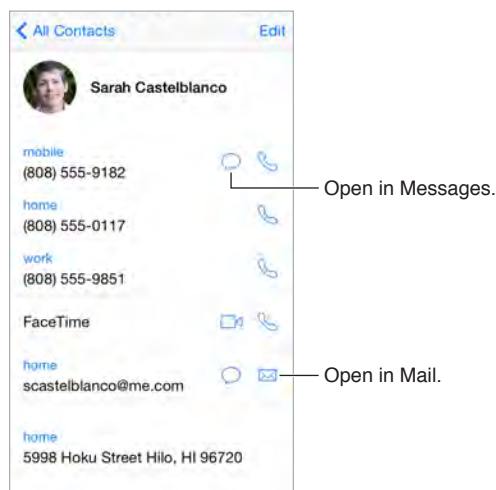 All Contacts Edit
Sarah Castelblanco
mobile
(808) 555-9182
Open in Messages.
home
(808) 555-0117
work
(808) 555-9851
FaceTime
home
scastelblanco@me.com
Open in Mail.
home
5998 Hoku Street Hilo, HI 96720